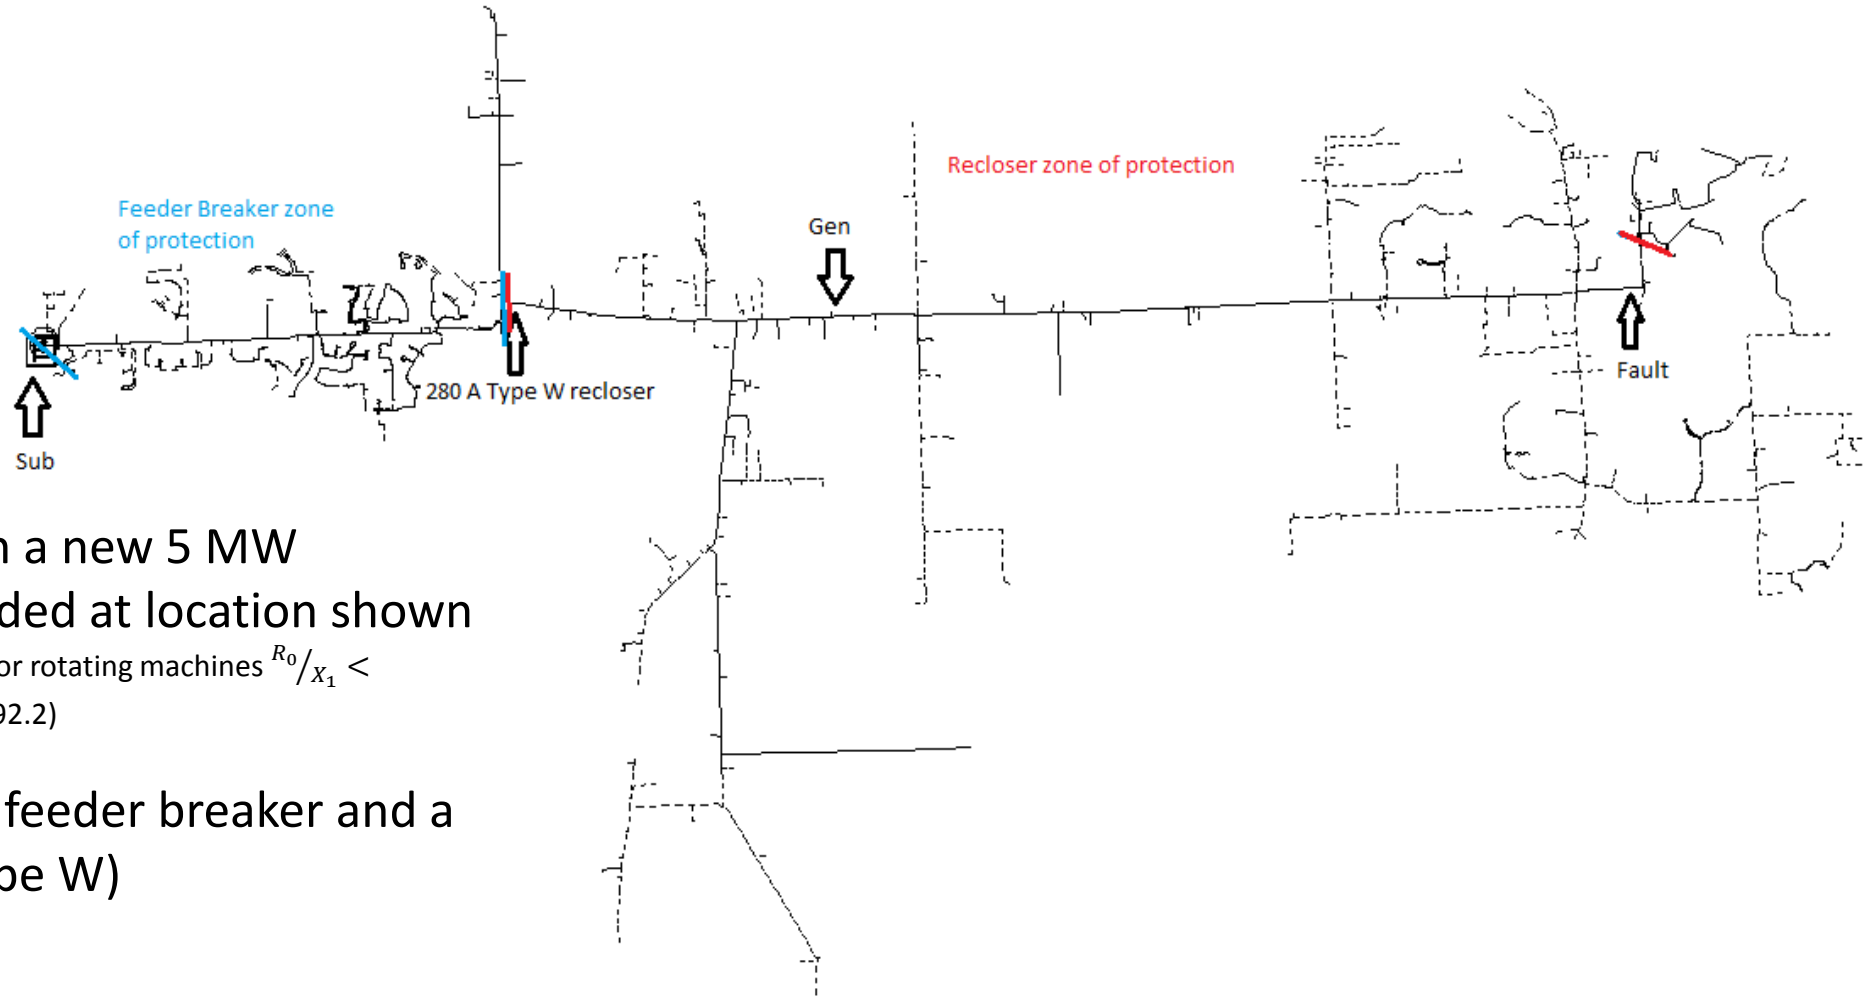 Recloser zone of protection
Feeder Breaker zone
of protection
Gen
280 A Type W recloser
Fault
Sub
a new 5 MW
ded at location shown
or rotating machines R₀/X₁ <
92.2)
feeder breaker and a
pe W)